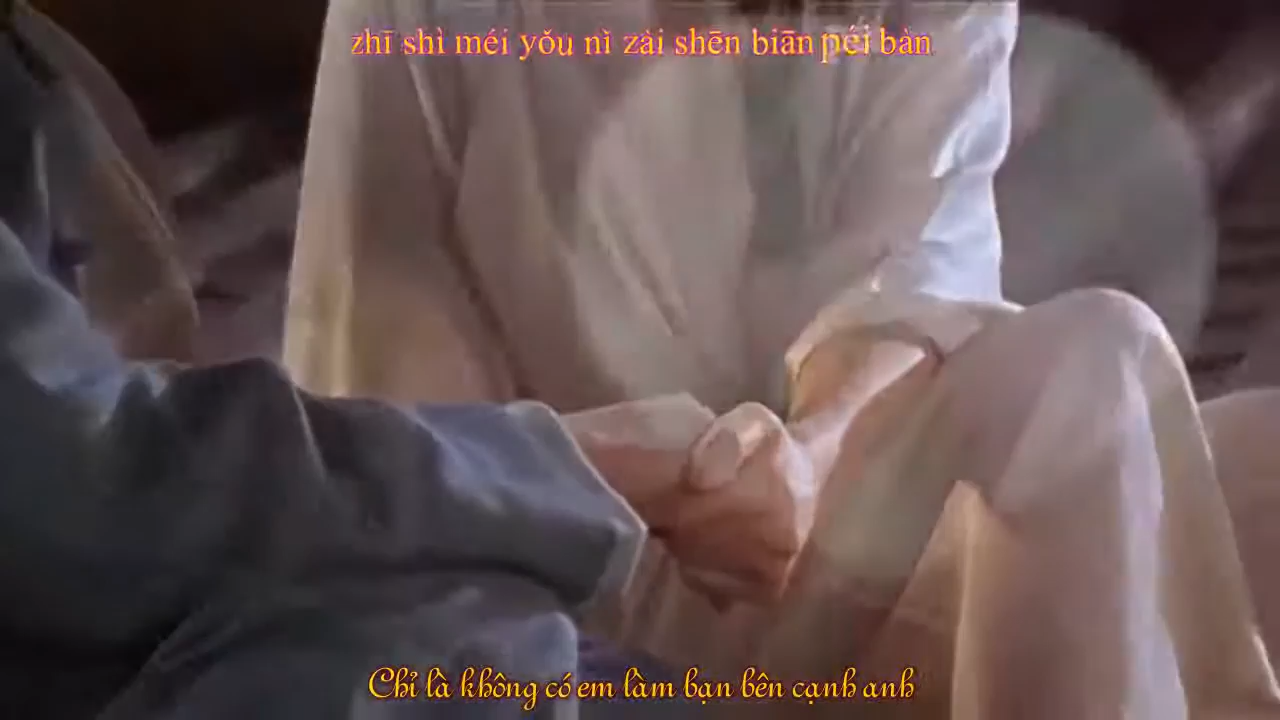 zhī shì méi yǒu nì zài shēn biān péi bàn
Chỉ là không có em làm bạn bên cạnh anh